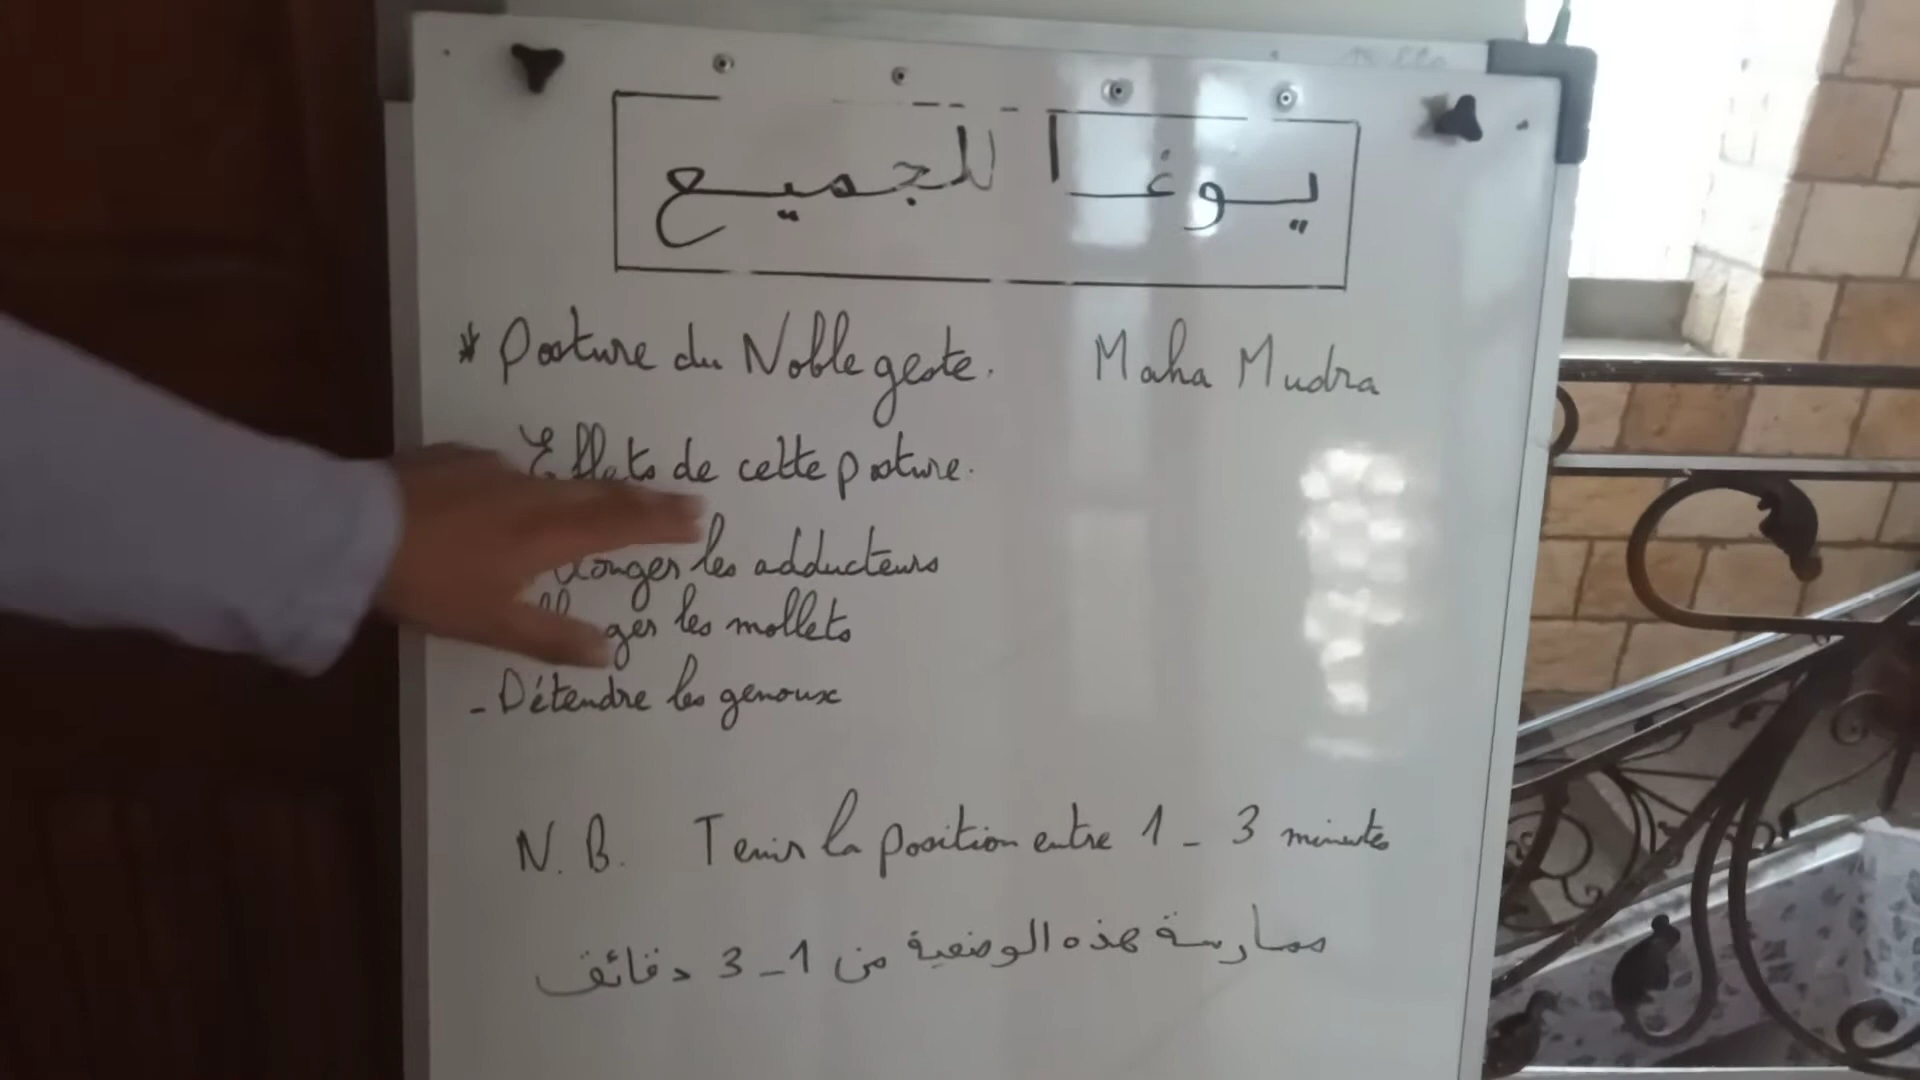 يوغا للجميع
* Posture du Noble geste. Maha Mudra
Effets de cette posture.
les adducteurs
les mollets
- Détendre les genoux
N.B. Tenir la position entre 1 - 3 minutes
ممارسة هذه الوضعية من 1 - 3 دقائق